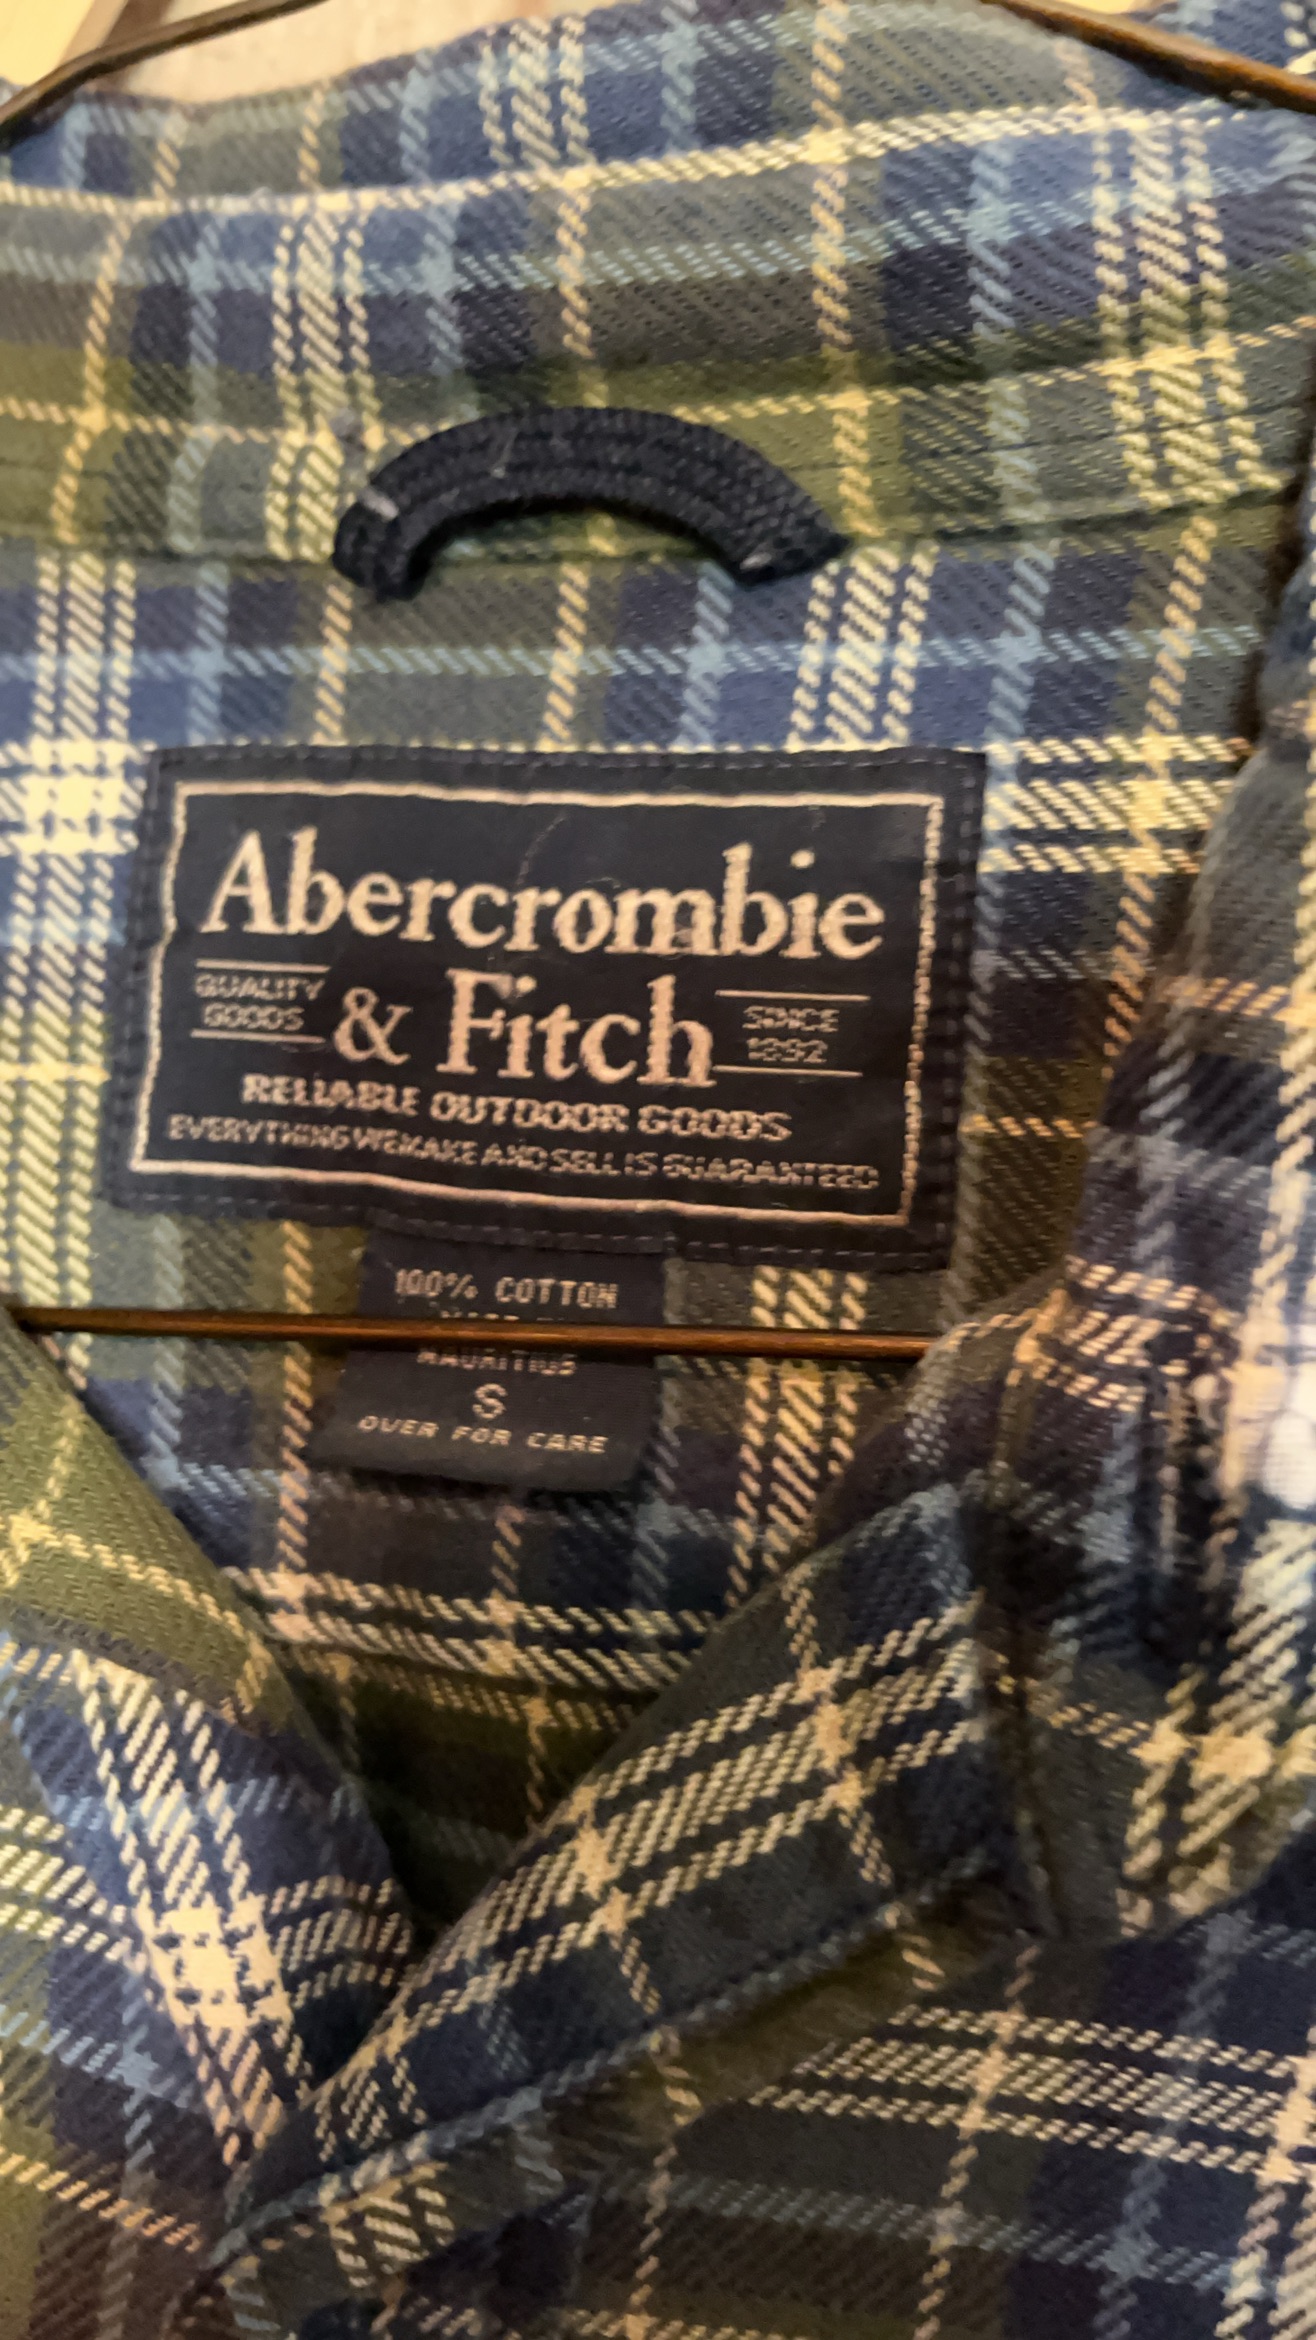 Abercrombie
QUALITY
GOODS
& Fitch
SINCE
1892
RELIABLE OUTDOOR GOODS
EVERYTHING WE MAKE AND SELL IS GUARANTEED
100% COTTON
MAURITIUS
S
OVER FOR CARE